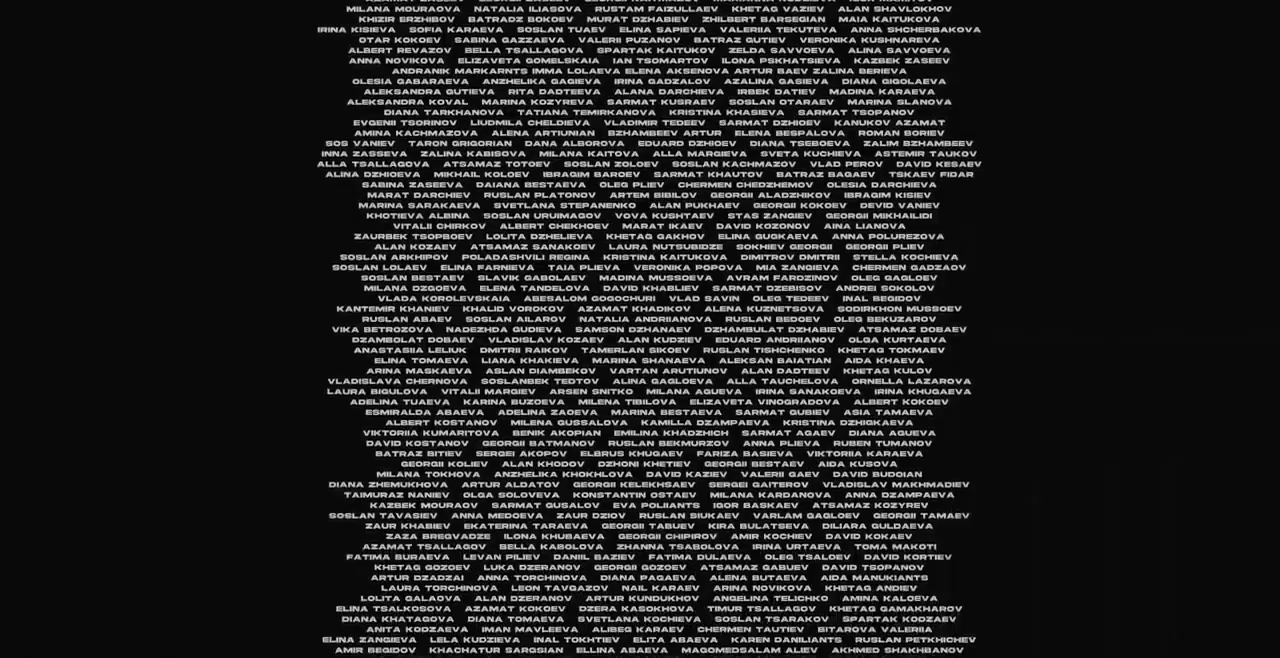 MILANA MOURAOVA NATALIA ILIASOVA RUSTAM FAIZULLAEV KHETAG VAZIEV ALAN SHAVLOKHOV
KHIZIR ERZHIBOV BATRADZ BOKOEV MURAT DZHABIEV ZHILBERT BARSEGIAN MAIA KAITUKOVA
IRINA KISIEVA SOFIA KARAEVA SOSLAN TUAEV ELINA SAPIEVA VALERIIA TEKUTEVA ANNA SHCHERBAKOVA
OTAR KOKOEV SABINA GAZZAEVA VALERII PUZANOV BATRAZ GUTIEV VERONIKA KUSHNAREVA
ALBERT REVAZOV BELLA TSALLAGOVA SPARTAK KAITUKOV ZELDA SAVVOEVA ALINA SAVVOEVA
ANNA NOVIKOVA ELIZAVETA GOMELSKAIA IAN TSOMARTOV ILONA PSKHATSIEVA KAZBEK ZASEEV
ANDRANIK MARKARNTS IMMA LOLAEVA ELENA AKSENOVA ARTUR BAEV ZALINA BERIEVA
OLESIA GABARAEVA ANZHELIKA GAGIEVA IRINA GADZALOV AZALINA GASIEVA DIANA GIGOLAEVA
ALEKSANDRA GUTIEVA RITA DADTEEVA ALANA DARCHIEVA IRBEK DATIEV MADINA KARAEVA
ALEKSANDRA KOVAL MARINA KOZYREVA SARMAT KUSRAEV SOSLAN OTARAEV MARINA SLANOVA
DIANA TARKHANOVA TATIANA TEMIRKANOVA KRISTINA KHASIEVA SARMAT TSOPANOV
EVGENII TSORINOV LIUDMILA CHELDIEVA VLADIMIR TEDEEV SARMAT DZHIOEV KANUKOV AZAMAT
AMINA KACHMAZOVA ALENA ARTIUNIAN BZHAMBEEV ARTUR ELENA BESPALOVA ROMAN BORIEV
SOS VANIEV TARON GRIGORIAN DANA ALBOROVA EDUARD DZHIOEV DIANA TSEBOEVA ZALIM BZHAMBEEV
INNA ZASSEVA ZALINA KABISOVA MILANA KAITOVA ALLA MARGIEVA SVETA KUCHIEVA ASTEMIR TAUKOV
ALLA TSALLAGOVA ATSAMAZ TOTOEV SOSLAN ZOLOEV SOSLAN KACHMAZOV VLAD PEROV DAVID KESAEV
ALINA DZHIOEVA MIKHAIL KOLOEV IBRAGIM BAROEV SARMAT KHAUTOV BATRAZ BAGAEV TSKAEV FIDAR
SABINA ZASEEVA DAIANA BESTAEVA OLEG PLIEV CHERMEN CHEDZHEMOV OLESIA DARCHIEVA
MARAT DARCHIEV RUSLAN PLATONOV ARTEM BIBILOV GEORGII ALADZHIKOV IBRAGIM KISIEV
MARINA SARAKAEVA SVETLANA STEPANENKO ALAN PUKHAEV GEORGII KOKOEV DEVID VANIEV
KHOTIEVA ALBINA SOSLAN URUIMAGOV VOVA KUSHTAEV STAS ZANGIEV GEORGII MIKHAILIDI
VITALII CHIRKOV ALBERT CHEKHOEV MARAT IKAEV DAVID KOZONOV AINA LIANOVA
ZAURBEK TSOPBOEV LOLITA DZHELIEVA KHETAG GAKHOV ELINA GUGKAEVA ANNA POLUREZOVA
ALAN KOZAEV ATSAMAZ SANAKOEV LAURA NUTSUBIDZE SOKHIEV GEORGII GEORGII PLIEV
SOSLAN ARKHIPOV POLADASHVILI REGINA KRISTINA KAITUKOVA DIMITROV DMITRII STELLA KOCHIEVA
SOSLAN LOLAEV ELINA FARNIEVA TAIA PLIEVA VERONIKA POPOVA MIA ZANGIEVA CHERMEN GADZAOV
SOSLAN BESTAEV SLAVIK GABOLAEV MADINA MUSSOEVA AVRAM FARDZINOV OLEG GAGLOEV
MILANA DZGOEVA ELENA TANDELOVA DAVID KHABLIEV SARMAT DZEBISOV ANDREI SOKOLOV
VLADA KOROLEVSKAIA ABESALOM GOGOCHURI VLAD SAVIN OLEG TEDEEV INAL BEGIDOV
KANTEMIR KHANIEV KHALID VOROKOV AZAMAT KHADIKOV ALENA KUZNETSOVA SODIRKHON MUSSOEV
RUSLAN ABAEV SOSLAN AILAROV NATALIA ANDRIIANOVA RUSLAN BEDOEV OLEG BEKUZAROV
VIKA BETROZOVA NADEZHDA GUDIEVA SAMSON DZHANAEV DZHAMBULAT DZHABIEV ATSAMAZ DOBAEV
DZAMBOLAT DOBAEV VLADISLAV KOZAEV ALAN KUDZIEV EDUARD ANDRIIANOV OLGA KURTAEVA
ANASTASIIA LELIUK DMITRII RAIKOV TAMERLAN SIKOEV RUSLAN TISHCHENKO KHETAG TOKMAEV
ELINA TOMAEVA LIANA KHAKIEVA MARINA SHANAEVA ALEKSAN BAIATIAN AIDA KHAEVA
ARINA MASKAEVA ASLAN DIAMBEKOV VARTAN ARUTIUNOV ALAN DADTEEV KHETAG KULOV
VLADISLAVA CHERNOVA SOSLANBEK TEDTOV ALINA GAGLOEVA ALLA TAUCHELOVA ORNELLA LAZAROVA
LAURA BIGULOVA VITALII MARGIEV ARSEN SNITKO MILANA AGUEVA IRINA SANAKOEVA IRINA KHUGAEVA
ADELINA TUAEVA KARINA BUZOEVA MILENA TIBILOVA ELIZAVETA VINOGRADOVA ALBERT KOKOEV
ESMIRALDA ABAEVA ADELINA ZAOEVA MARINA BESTAEVA SARMAT GUBIEV ASIA TAMAEVA
ALBERT KOSTANOV MILENA GUSSALOVA KAMILLA DZAMPAEVA KRISTINA DZHIGKAEVA
VIKTORIIA KUMARITOVA BENIK AKOPIAN EMILINA KHADZHICH SARMAT AGAEV DIANA AGUEVA
DAVID KOSTANOV GEORGII BATMANOV RUSLAN BEKMURZOV ANNA PLIEVA RUBEN TUMANOV
BATRAZ BITIEV SERGEI AKOPOV ELBRUS KHUGAEV FARIZA BASIEVA VIKTORIIA KARAEVA
GEORGII KOLIEV ALAN KHODOV DZHONI KHETIEV GEORGII BESTAEV AIDA KUSOVA
MILANA TOKHOVA ANZHELIKA KHOKHLOVA DAVID KAZIEV VALERII GAEV DAVID BUDOIAN
DIANA ZHEMUKHOVA ARTUR ALDATOV GEORGII KELEKHSAEV SERGEI GAITEROV VLADISLAV MAKHMADIEV
TAIMURAZ NANIEV OLGA SOLOVEVA KONSTANTIN OSTAEV MILANA KARDANOVA ANNA DZAMPAEVA
KAZBEK MOURAOV SARMAT GUSALOV EVA POLIIANTS IGOR BASKAEV ATSAMAZ KOZYREV
SOSLAN TAVASIEV ANNA MEDOEVA ZAUR DZIOV RUSLAN SIUKAEV VARLAM GAGLOEV GEORGII TAMAEV
ZAUR KHABIEV EKATERINA TARAEVA GEORGII TABUEV KIRA BULATSEVA DILIARA GULDAEVA
ZAZA BREGVADZE ILONA KHUBAEVA GEORGII CHIPIROV AMIR KOCHIEV DAVID KOKAEV
AZAMAT TSALLAGOV BELLA KABOLOVA ZHANNA TSABOLOVA IRINA URTAEVA TOMA MAKOTI
FATIMA BURAEVA LEVAN PILIEV DANIIL BAZIEV FATIMA DULAEVA OLEG TSALOEV DAVID KORTIEV
KHETAG GOZOEV LUKA DZERANOV GEORGII GOZOEV ATSAMAZ GABUEV DAVID TSOPANOV
ARTUR DZADZAI ANNA TORCHINOVA DIANA PAGAEVA ALENA BUTAEVA AIDA MANUKIANTS
LAURA TORCHINOVA LEON TAVGAZOV NAIL KARAEV ARINA NOVIKOVA KHETAG ANDIEV
LOLITA GALAOVA ALAN DZERANOV ARTUR KUNDUKHOV ANGELINA TELICHKO AMINA KALOEVA
ELINA TSALKOSOVA AZAMAT KOKOEV DZERA KASOKHOVA TIMUR TSALLAGOV KHETAG GAMAKHAROV
DIANA KHATAGOVA DIANA TOMAEVA SVETLANA KOCHIEVA SOSLAN TSARAKOV SPARTAK KODZAEV
ANITA KODZAEVA IMAN MAVLEEVA ALIBEG KARAEV CHERMEN TAUTIEV BITAROVA VALERIIA
ELINA ZANGIEVA LELA KUDZIEVA INAL TOKHTIEV ELITA ABAEVA KAREN DANILIANTS RUSLAN PETKHICHEV
AMIR BEGIDOV KHACHATUR SARGSIAN ELLINA ABAEVA MAGOMEDSALAM ALIEV AKHMED SHAKHBANOV